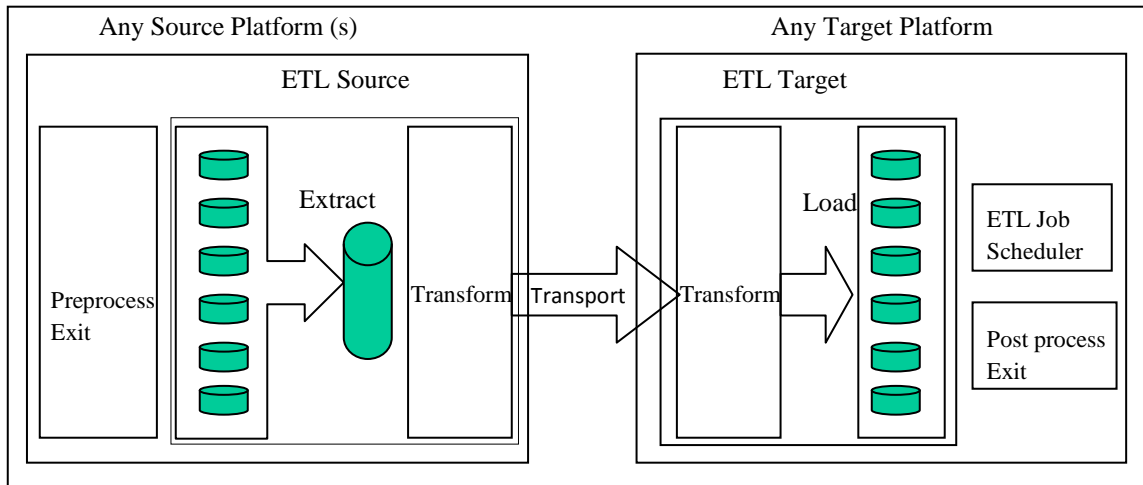 Any Source Platform (s)
Any Target Platform
ETL Source
ETL Target
Preprocess
Exit
Extract
Transform
Transport
Transform
Load
ETL Job
Scheduler
Post process
Exit